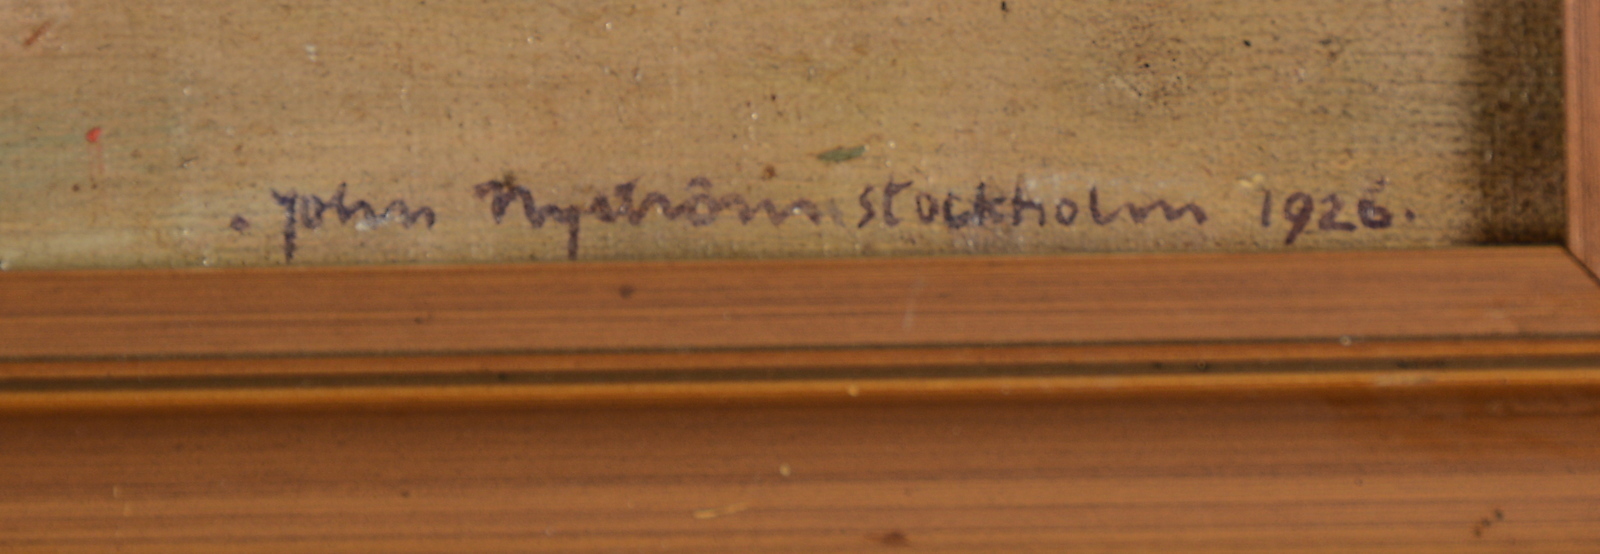 . John Nyström Stockholm 1926.